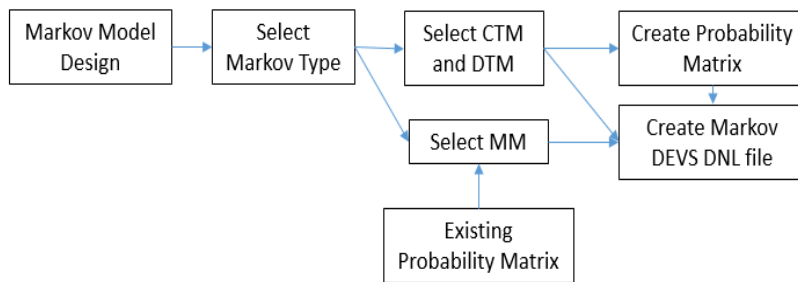 Markov Model
Design
Select
Markov Type
Select CTM
and DTM
Create Probability
Matrix
Select MM
Create Markov
DEVS DNL file
Existing
Probability Matrix